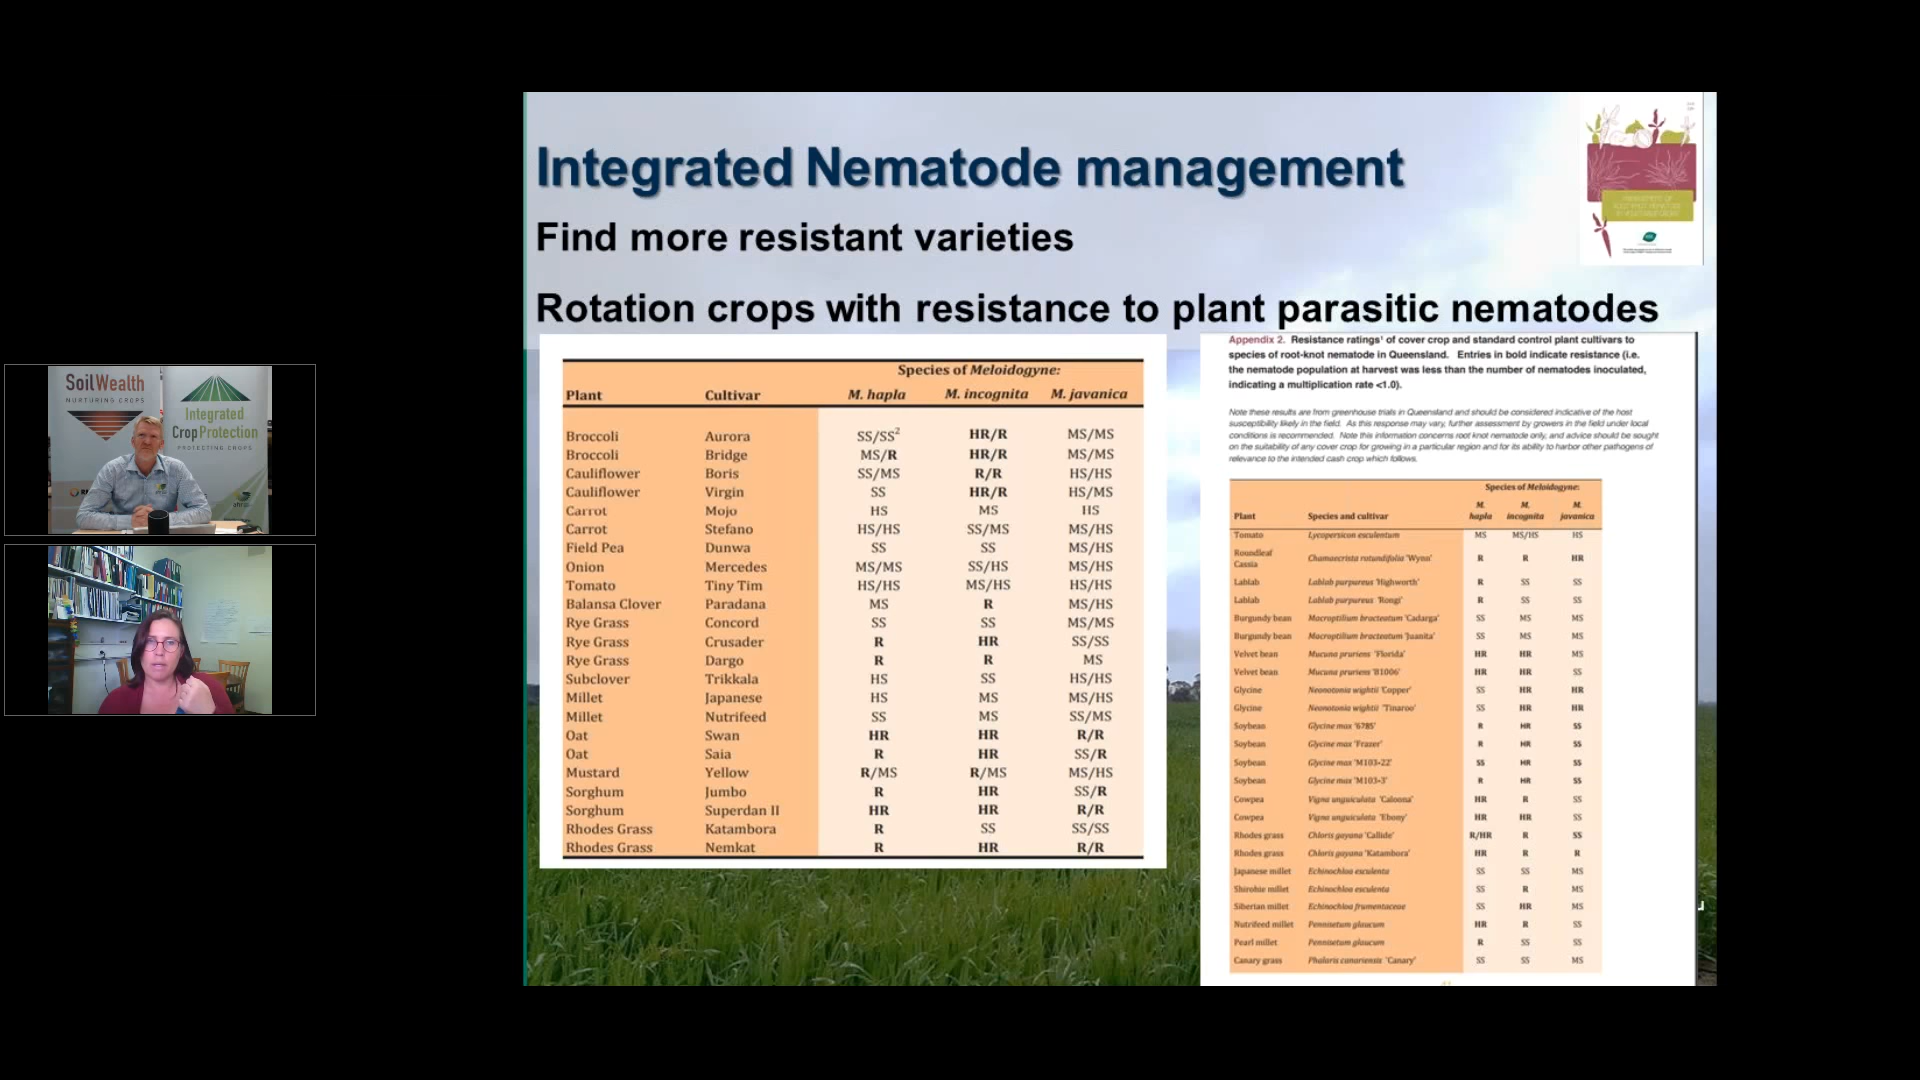 Integrated Nematode management
Find more resistant varieties
Rotation crops with resistance to plant parasitic nematodes
SoilWealth
NURTURING CROPS
Integrated
CropProtection
PROTECTING CROPS
Species of Meloidogyne:
Plant Cultivar M. hapla M. incognita M. javanica
Broccoli Aurora SS/SS2 HR/R MS/MS
Broccoli Bridge MS/R HR/R MS/MS
Cauliflower Boris SS/MS R/R HS/HS
Cauliflower Virgin SS HR/R HS/MS
Carrot Mojo HS MS HS
Carrot Stefano HS/HS SS/MS MS/HS
Field Pea Dunwa SS SS MS/HS
Onion Mercedes MS/MS SS/HS MS/HS
Tomato Tiny Tim HS/HS MS/HS HS/HS
Balansa Clover Paradana MS R MS/HS
Rye Grass Concord SS SS MS/MS
Rye Grass Crusader R HR SS/SS
Rye Grass Dargo R R MS
Subclover Trikkala HS SS HS/HS
Millet Japanese HS MS MS/HS
Millet Nutrifeed SS MS SS/MS
Oat Swan HR HR R/R
Oat Saia R HR SS/R
Mustard Yellow R/MS R/MS MS/HS
Sorghum Jumbo R HR SS/R
Sorghum Superdan II HR HR R/R
Rhodes Grass Katambora R SS SS/SS
Rhodes Grass Nemkat R HR R/R
Appendix 2. Resistance ratings¹ of cover crop and standard control plant cultivars to
species of root-knot nematode in Queensland. Entries in bold indicate resistance (i.e.
the nematode population at harvest was less than the number of nematodes inoculated,
indicating a multiplication rate <1.0).
Note these results are from greenhouse trials in Queensland and should be considered indicative of the host
susceptibility likely in the field. As this response may vary, further assessment by growers in the field under local
conditions is recommended. Note this information concerns root knot nematode only, and advice should be sought
on the suitability of any cover crop for growing in a particular region and for its ability to harbor other pathogens of
relevance to the intended cash crop which follows.
Species of Meloidogyne:
Plant Species and cultivar M. hapla M. incognita M. javanica
Tomato Lycopersicon esculentum MS MS/HS HS
Roundleaf Cassia Chamaecrista rotundifolia 'Wynn' R R HR
Lablab Lablab purpureus 'Highworth' R SS SS
Lablab Lablab purpureus 'Rongi' R SS SS
Burgundy bean Macroptilium bracteatum 'Cadarga' SS MS MS
Burgundy bean Macroptilium bracteatum 'Juanita' SS MS MS
Velvet bean Mucuna pruriens 'Florida' HR HR MS
Velvet bean Mucuna pruriens 'B1006' HR HR SS
Glycine Neonotonia wightii 'Copper' SS HR HR
Glycine Neonotonia wightii 'Tinaroo' SS HR HR
Soybean Glycine max '6785' R HR SS
Soybean Glycine max 'Frazer' R HR SS
Soybean Glycine max 'M103-22' SS HR SS
Soybean Glycine max 'M103-3' R HR SS
Cowpea Vigna unguiculata 'Caloona' HR R SS
Cowpea Vigna unguiculata 'Ebony' HR HR SS
Rhodes grass Chloris gayana 'Callide' R/HR R SS
Rhodes grass Chloris gayana 'Katambora' HR R R
Japanese millet Echinochloa esculenta SS SS MS
Shirohie millet Echinochloa esculenta SS R MS
Siberian millet Echinochloa frumentaceae SS HR MS
Nutrifeed millet Pennisetum glaucum HR R SS
Pearl millet Pennisetum glaucum R SS SS
Canary grass Phalaris canariensis 'Canary' SS SS MS